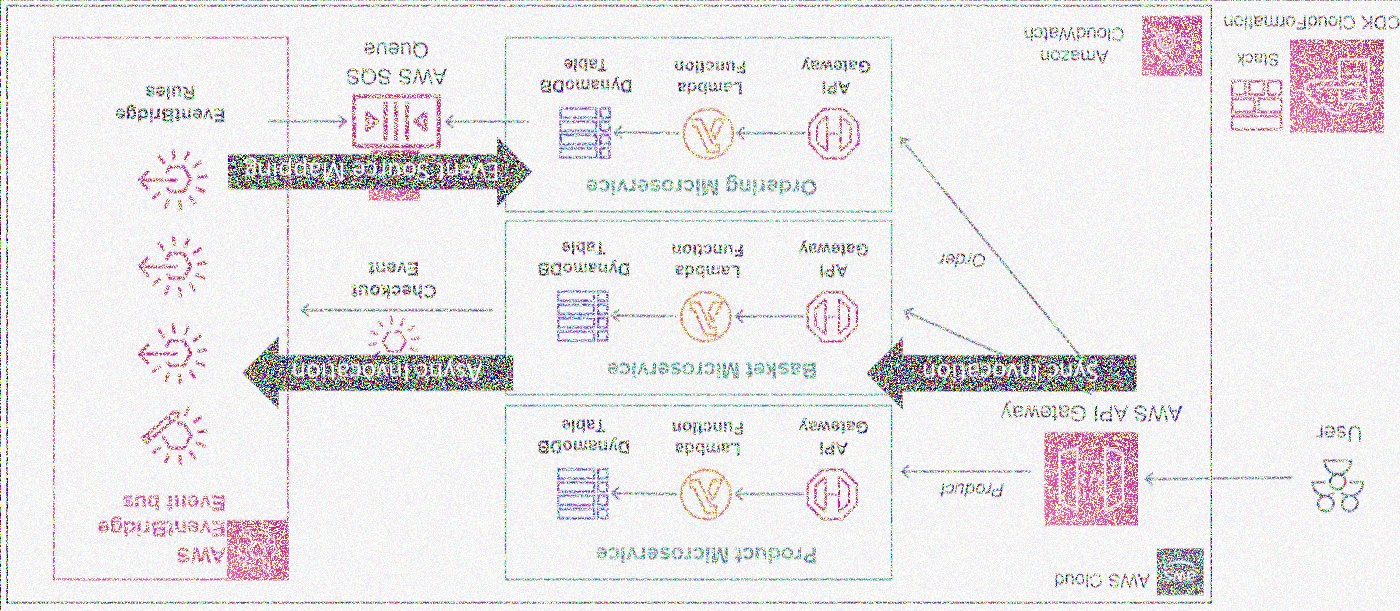 AWS Cloud
User
AWS API Gateway
Sync Invocation
Product
Order
Product Microservice
API
Gateway
Lambda
Function
DynamoDB
Table
Basket Microservice
API
Gateway
Lambda
Function
DynamoDB
Table
Ordering Microservice
API
Gateway
Lambda
Function
DynamoDB
Table
Async Invocation
Checkout
Event
Event Source Mapping
AWS SQS
Queue
AWS
EventBridge
Event bus
EventBridge
Rules
Amazon
CloudWatch
Stack
CDK CloudFormation